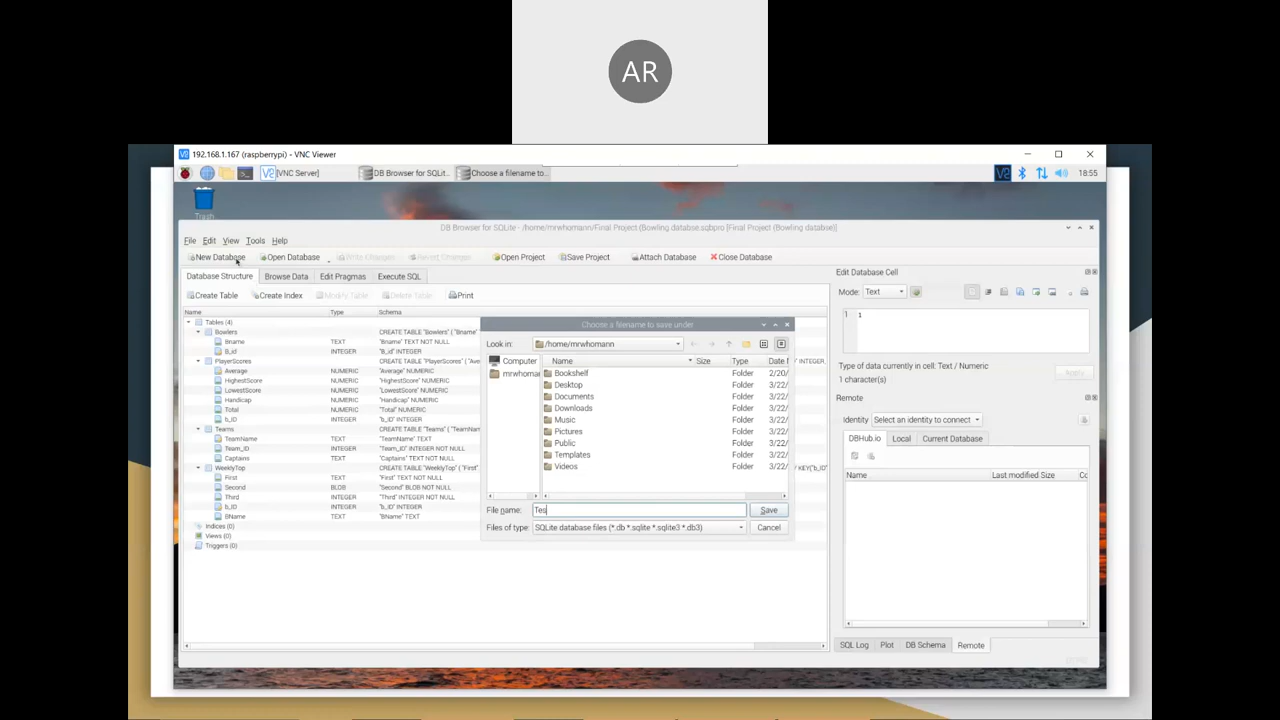 AR
192.168.1.167 (raspberrypi) - VNC Viewer
[VNC Server]
DB Browser for SQLit...
Choose a filename to...
18:55
Trash
DB Browser for SQLite - /home/mrwhomann/Final Project (Bowling databse.sqbpro [Final Project (Bowling databse)]
File Edit View Tools Help
New Database
Open Database
Write Changes
Revert Changes
Open Project
Save Project
Attach Database
Close Database
Database Structure
Browse Data
Edit Pragmas
Execute SQL
Create Table
Create Index
Modify Table
Delete Table
Print
Name Type Schema
Tables (4)
Bowlers CREATE TABLE "Bowlers" ( "Bname"
Bname TEXT "Bname" TEXT NOT NULL
B_id INTEGER "B_id" INTEGER
PlayerScores CREATE TABLE "PlayerScores" ( "Ave INTEGER,
Average NUMERIC "Average" NUMERIC
HighestScore NUMERIC "HighestScore" NUMERIC
LowestScore NUMERIC "LowestScore" NUMERIC
Handicap NUMERIC "Handicap" NUMERIC
Total NUMERIC "Total" NUMERIC
b_ID INTEGER "b_ID" INTEGER
Teams CREATE TABLE "Teams" ( "TeamNan
TeamName TEXT "TeamName" TEXT
Team_ID INTEGER "Team_ID" INTEGER NOT NULL
Captains TEXT "Captains" TEXT NOT NULL
WeeklyTop CREATE TABLE "WeeklyTop" ( "First" / KEY("b_ID"
First TEXT "First" TEXT NOT NULL
Second BLOB "Second" BLOB NOT NULL
Third INTEGER "Third" INTEGER NOT NULL
b_ID INTEGER "b_ID" INTEGER
BName TEXT "BName" TEXT
Indices (0)
Views (0)
Triggers (0)
Choose a filename to save under
Look in: /home/mrwhomann
Computer
mrwhomar
Name Size Type Date M
Bookshelf Folder 2/20/
Desktop Folder 3/22/
Documents Folder 3/22/
Downloads Folder 3/22/
Music Folder 3/22/
Pictures Folder 3/22/
Public Folder 3/22/
Templates Folder 3/22/
Videos Folder 3/22/
File name: Tes
Save
Files of type: SQLite database files (*.db *.sqlite *.sqlite3 *.db3)
Cancel
Edit Database Cell
Mode: Text
1 1
Type of data currently in cell: Text / Numeric
1 character(s)
Apply
Remote
Identity Select an identity to connect
DBHub.io Local Current Database
Name Last modified Size Cc
SQL Log Plot DB Schema Remote